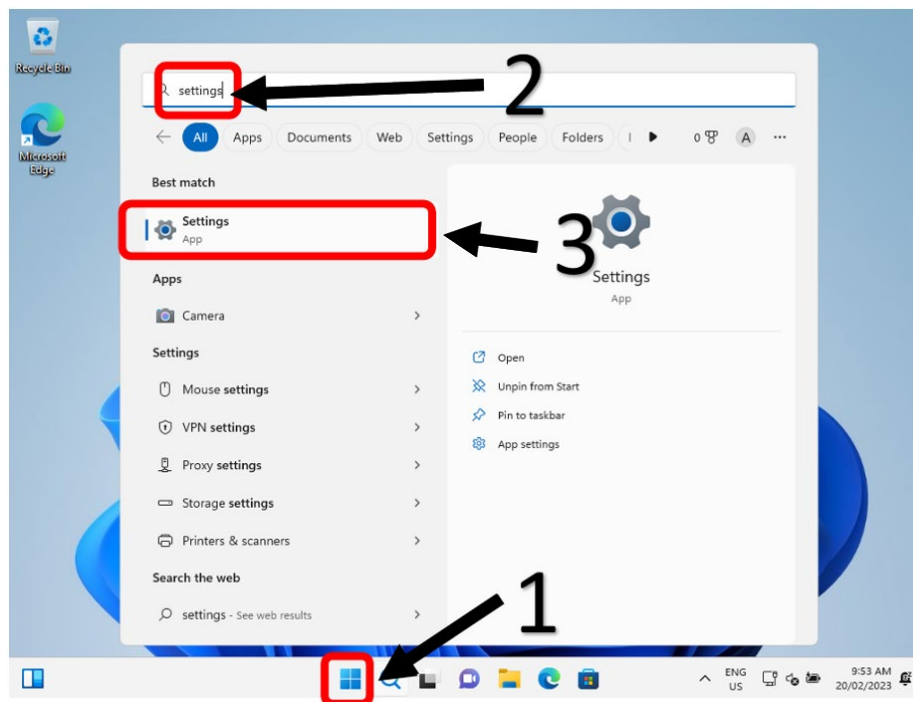 Recycle Bin
Microsoft
Edge
settings
2
All Apps Documents Web Settings People Folders 0 A ...
Best match
Settings
App
3
Settings
App
Apps
Camera
Settings
Mouse settings
VPN settings
Proxy settings
Storage settings
Printers & scanners
Open
Unpin from Start
Pin to taskbar
App settings
Search the web
settings - See web results
1
ENG
US
9:53 AM
20/02/2023